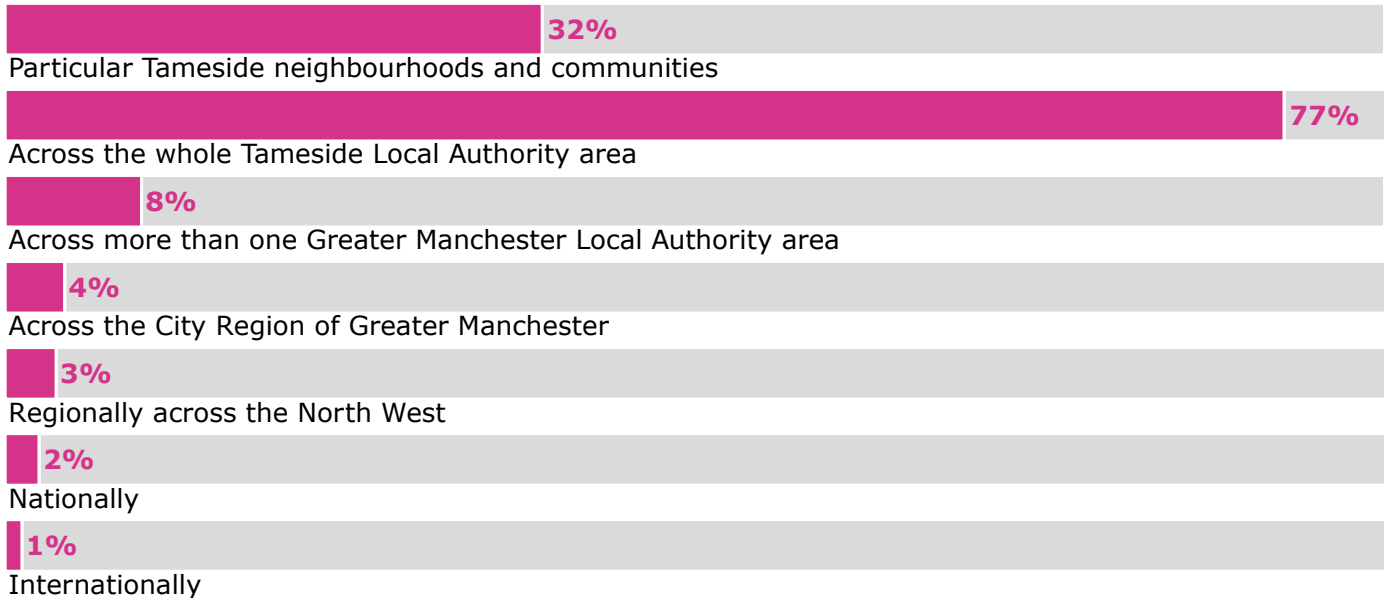 32%
Particular Tameside neighbourhoods and communities
77%
Across the whole Tameside Local Authority area
8%
Across more than one Greater Manchester Local Authority area
4%
Across the City Region of Greater Manchester
3%
Regionally across the North West
2%
Nationally
1%
Internationally